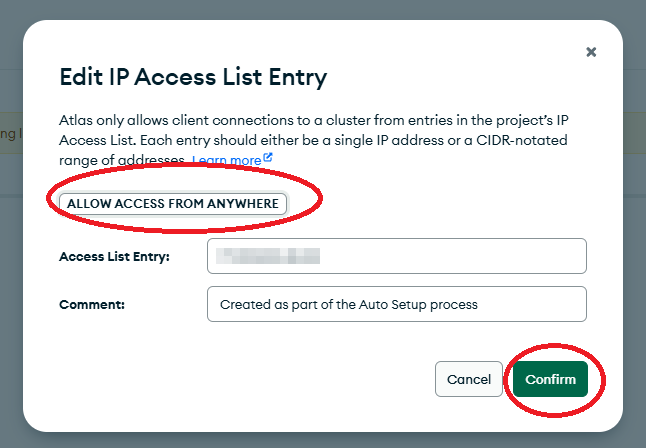 Edit IP Access List Entry
Atlas only allows client connections to a cluster from entries in the project's IP
Access List. Each entry should either be a single IP address or a CIDR-notated
range of addresses. Learn more
ALLOW ACCESS FROM ANYWHERE
Access List Entry:
Comment:
Created as part of the Auto Setup process
Cancel
Confirm